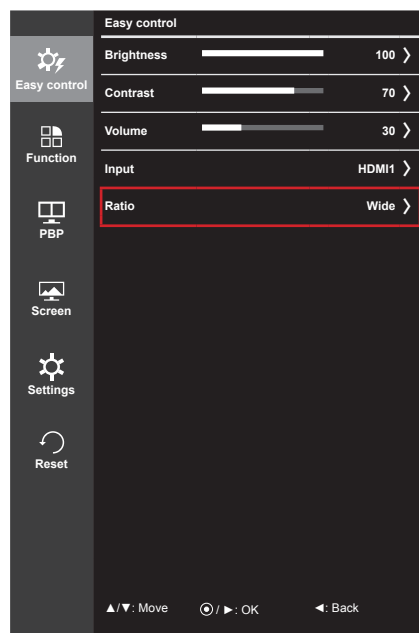 Easy control
Easy control
Function
PBP
Screen
Settings
Reset
Brightness 100
Contrast 70
Volume 30
Input HDMI1
Ratio Wide
▲/▼: Move ⦿ / ►: OK ◄: Back